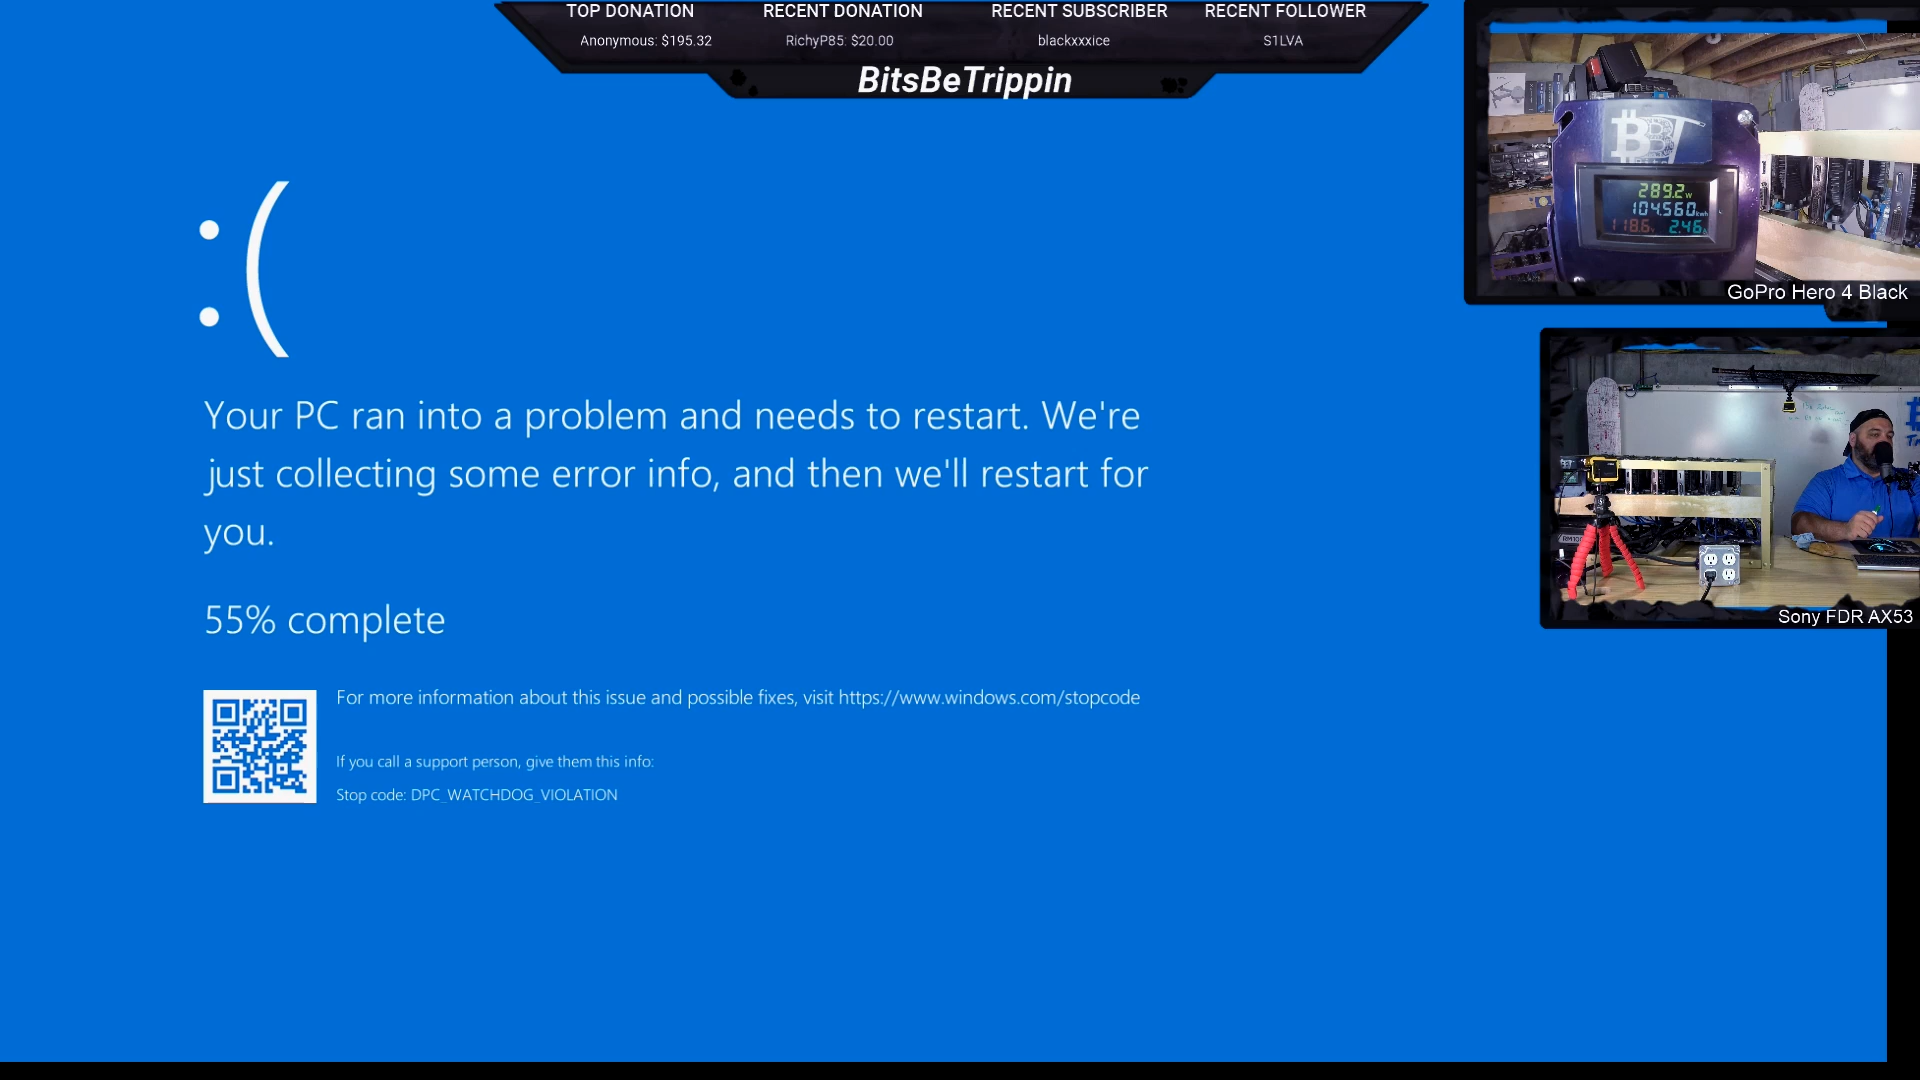 TOP DONATION
RECENT DONATION
RECENT SUBSCRIBER
RECENT FOLLOWER
Anonymous: $195.32
RichyP85: $20.00
blackxxxice
S1LVA
BitsBeTrippin
289.2w
104.560kwh
118.6v 2.46A
GoPro Hero 4 Black
Sony FDR AX53
:(
Your PC ran into a problem and needs to restart. We're
just collecting some error info, and then we'll restart for
you.
55% complete
For more information about this issue and possible fixes, visit https://www.windows.com/stopcode
If you call a support person, give them this info:
Stop code: DPC_WATCHDOG_VIOLATION